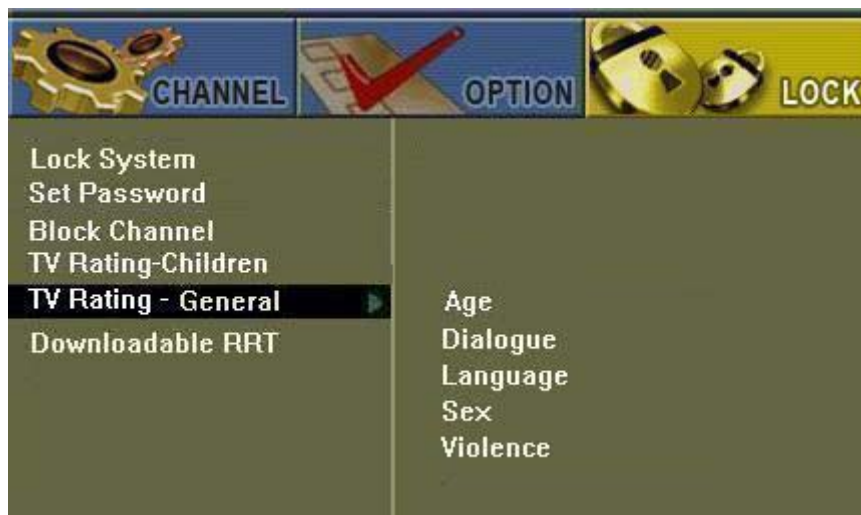 CHANNEL OPTION LOCK
Lock System
Set Password
Block Channel
TV Rating-Children
TV Rating - General
Downloadable RRT
Age
Dialogue
Language
Sex
Violence